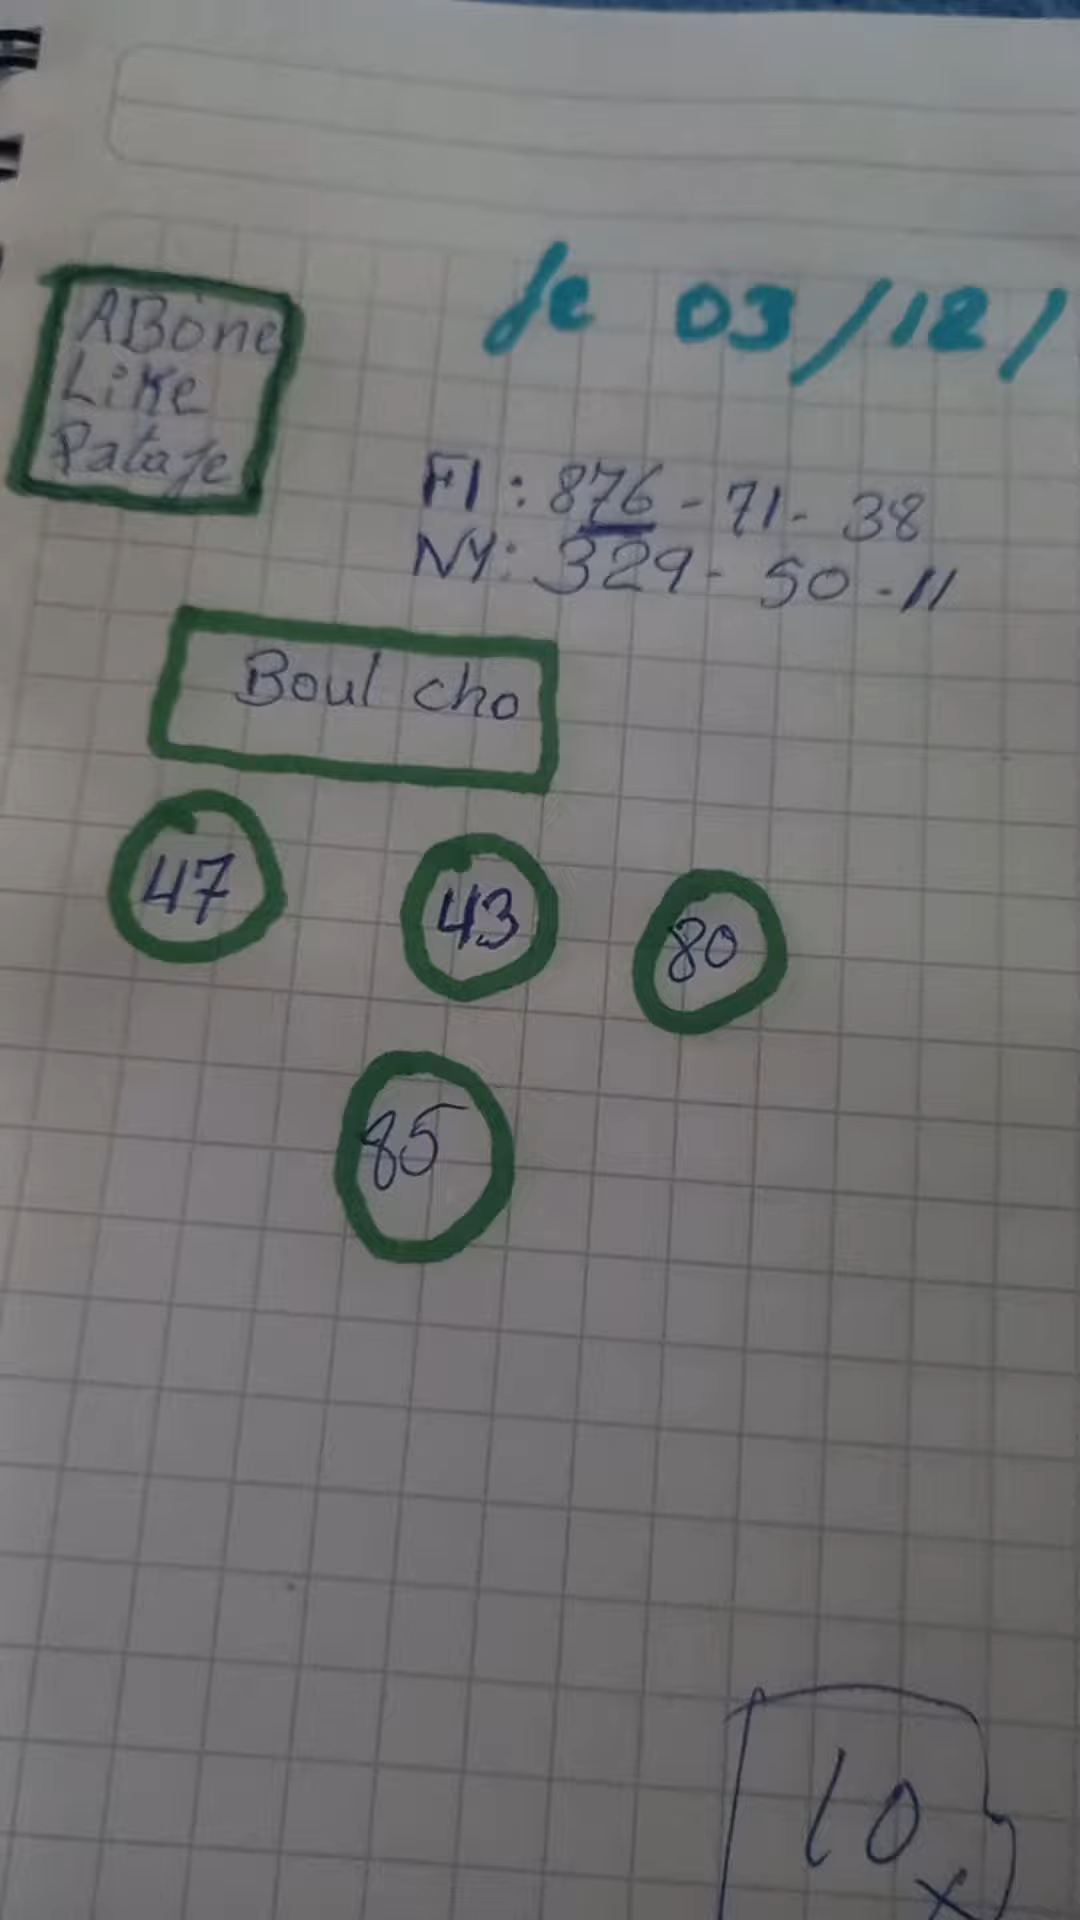 Je 03/12/
ABone
Like
Pataje
FI: 876 - 71 - 38
NY: 329 - 50 - 11
Boul cho
47 43 80
85
10
x